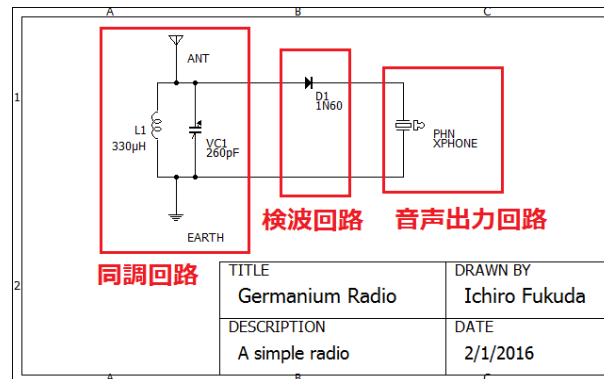 A B C
1
ANT
D1
1N60
L1
330μH
VC1
260pF
PHN
XPHONE
検波回路
音声出力回路
EARTH
同調回路
2
TITLE
Germanium Radio
DRAWN BY
Ichiro Fukuda
DESCRIPTION
A simple radio
DATE
2/1/2016
A B C